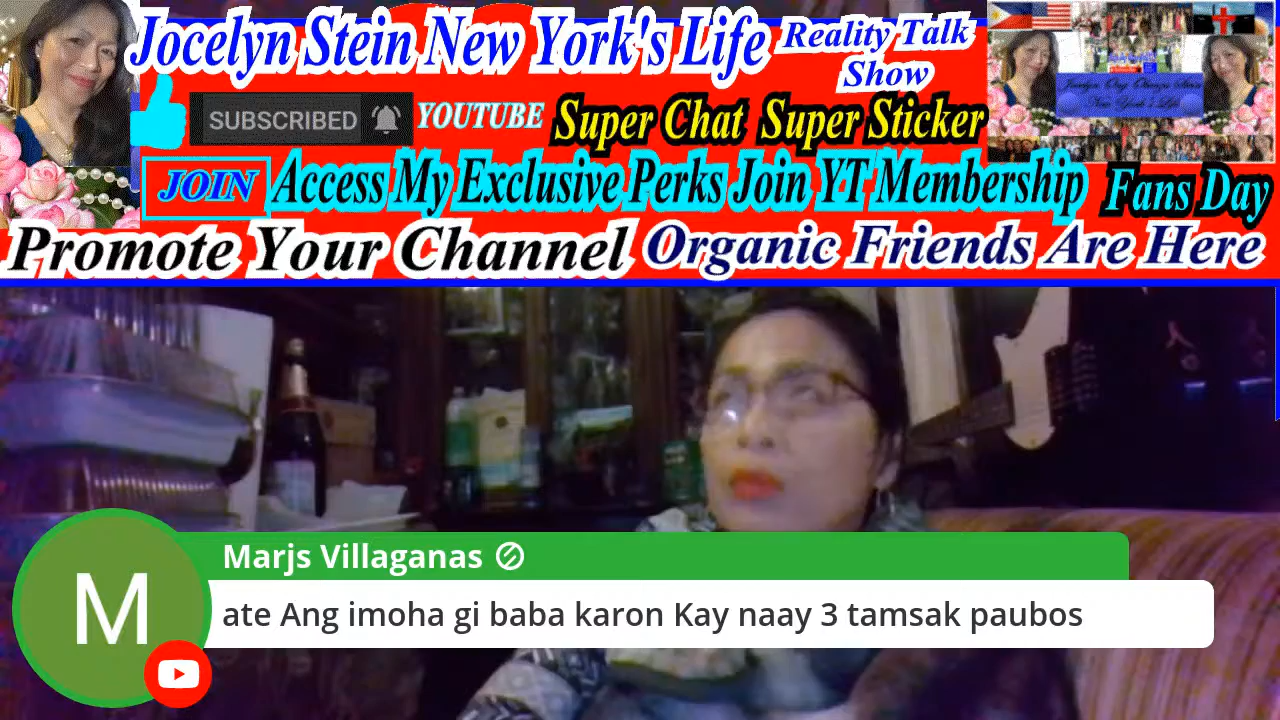 Jocelyn Stein New York's Life
Reality Talk
Show
SUBSCRIBED
YOUTUBE
Super Chat Super Sticker
JOIN
Access My Exclusive Perks Join YT Membership
Fans Day
Promote Your Channel
Organic Friends Are Here
Marjs Villaganas
M
ate Ang imoha gi baba karon Kay naay 3 tamsak paubos